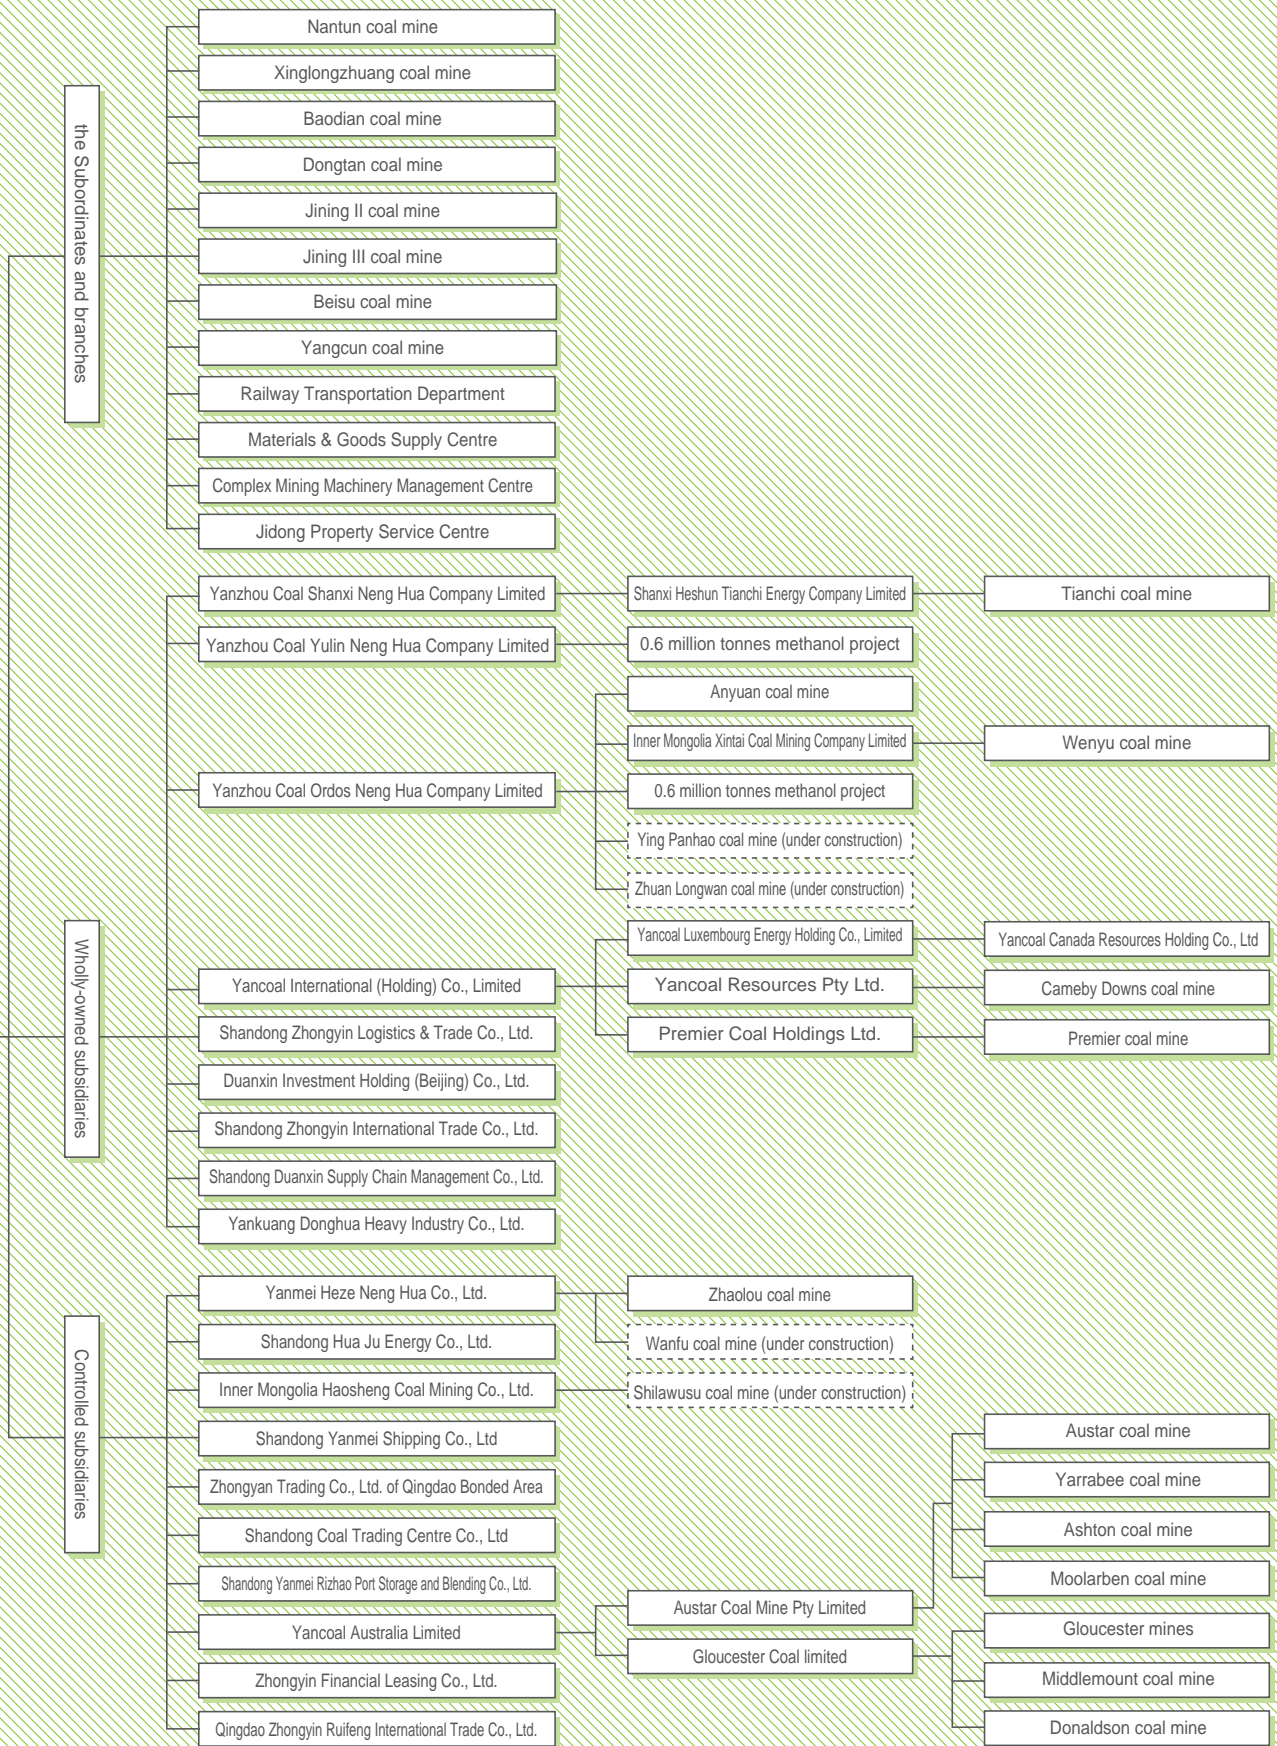 the Subordinates and branches
Nantun coal mine
Xinglongzhuang coal mine
Baodian coal mine
Dongtan coal mine
Jining II coal mine
Jining III coal mine
Beisu coal mine
Yangcun coal mine
Railway Transportation Department
Materials & Goods Supply Centre
Complex Mining Machinery Management Centre
Jidong Property Service Centre
Wholly-owned subsidiaries
Yanzhou Coal Shanxi Neng Hua Company Limited
Shanxi Heshun Tianchi Energy Company Limited
Tianchi coal mine
Yanzhou Coal Yulin Neng Hua Company Limited
0.6 million tonnes methanol project
Yanzhou Coal Ordos Neng Hua Company Limited
Anyuan coal mine
Inner Mongolia Xintai Coal Mining Company Limited
Wenyu coal mine
0.6 million tonnes methanol project
Ying Panhao coal mine (under construction)
Zhuan Longwan coal mine (under construction)
Yancoal International (Holding) Co., Limited
Yancoal Luxembourg Energy Holding Co., Limited
Yancoal Canada Resources Holding Co., Ltd
Yancoal Resources Pty Ltd.
Cameby Downs coal mine
Premier Coal Holdings Ltd.
Premier coal mine
Shandong Zhongyin Logistics & Trade Co., Ltd.
Duanxin Investment Holding (Beijing) Co., Ltd.
Shandong Zhongyin International Trade Co., Ltd.
Shandong Duanxin Supply Chain Management Co., Ltd.
Yankuang Donghua Heavy Industry Co., Ltd.
Controlled subsidiaries
Yanmei Heze Neng Hua Co., Ltd.
Zhaolou coal mine
Wanfu coal mine (under construction)
Shandong Hua Ju Energy Co., Ltd.
Inner Mongolia Haosheng Coal Mining Co., Ltd.
Shilawusu coal mine (under construction)
Shandong Yanmei Shipping Co., Ltd
Zhongyan Trading Co., Ltd. of Qingdao Bonded Area
Shandong Coal Trading Centre Co., Ltd
Shandong Yanmei Rizhao Port Storage and Blending Co., Ltd.
Yancoal Australia Limited
Austar Coal Mine Pty Limited
Austar coal mine
Yarrabee coal mine
Ashton coal mine
Moolarben coal mine
Gloucester Coal limited
Gloucester mines
Middlemount coal mine
Donaldson coal mine
Zhongyin Financial Leasing Co., Ltd.
Qingdao Zhongyin Ruifeng International Trade Co., Ltd.